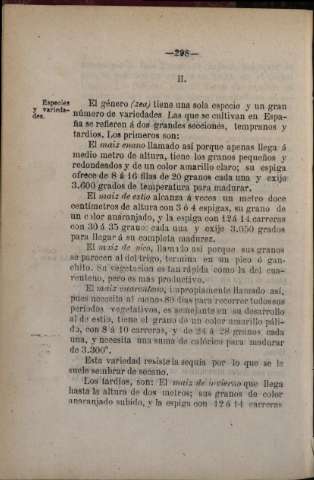 —298—
II.
Especies y variedades.
El género (zea) tiene una sola especie y un gran
número de variedades. Las que se cultivan en Espa-
ña se refieren á dos grandes secciones, tempranos y
tardios. Los primeros son:
El maiz enano llamado así porque apenas llega á
medio metro de altura, tiene los granos pequeños y
redondeados y de un color amarillo claro; su espiga
ofrece de 8 á 16 filas de 20 granos cada una y exije
3.600 grados de temperatura para madurar.
El maiz de estio alcanza á veces un metro doce
centímetros de altura con 3 ó 4 espigas, su grano de
un color anaranjado, y la espiga con 12 á 14 carreras
con 30 á 35 granos cada una y exije 3.050 grados
para llegar á su completa madurez.
El maiz de pico, llamado así porque sus granos
se parecen al del trigo, termina en un pico ó gan-
chito. Su vegetacion es tan rápida como la del cua-
renteno, pero es mas productivo.
El maiz cuarenteno, impropiamente llamado así,
pues necesita al menos 80 dias para recorrer todos sus
períodos vegetativos, es semejante en su desarrollo
al de estio, tiene el grano de un color amarillo páli-
do, con 8 á 10 carreras, y de 24 á 28 granos cada
una, y necesita una suma de calórico para madurar
de 3.300°.
Esta variedad resiste la sequía por lo que se le
suele sembrar de secano.
Los tardíos, son: El maiz de invierno que llega
hasta la altura de dos metros; sus granos de color
anaranjado subido, y la espiga con 12 á 14 carreras